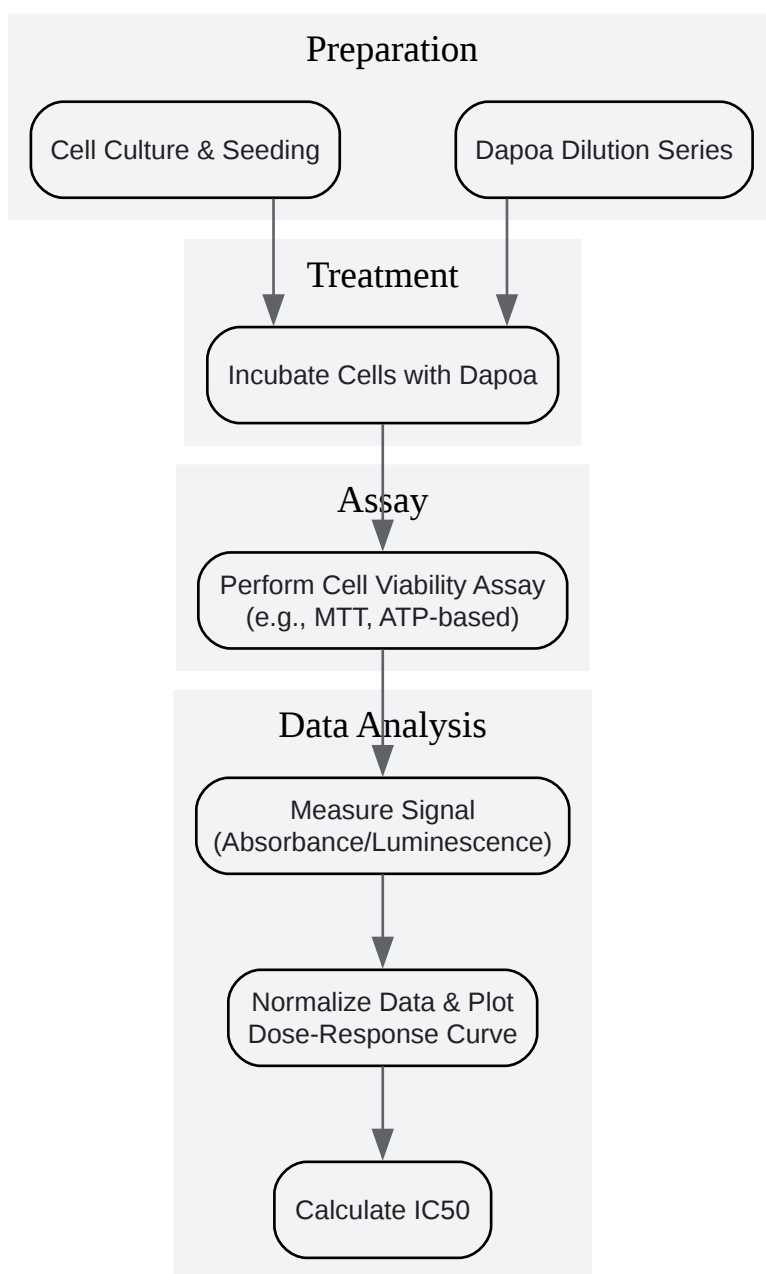 Preparation
Cell Culture & Seeding
Dapoa Dilution Series
Treatment
Incubate Cells with Dapoa
Assay
Perform Cell Viability Assay
(e.g., MTT, ATP-based)
Data Analysis
Measure Signal
(Absorbance/Luminescence)
Normalize Data & Plot
Dose-Response Curve
Calculate IC50